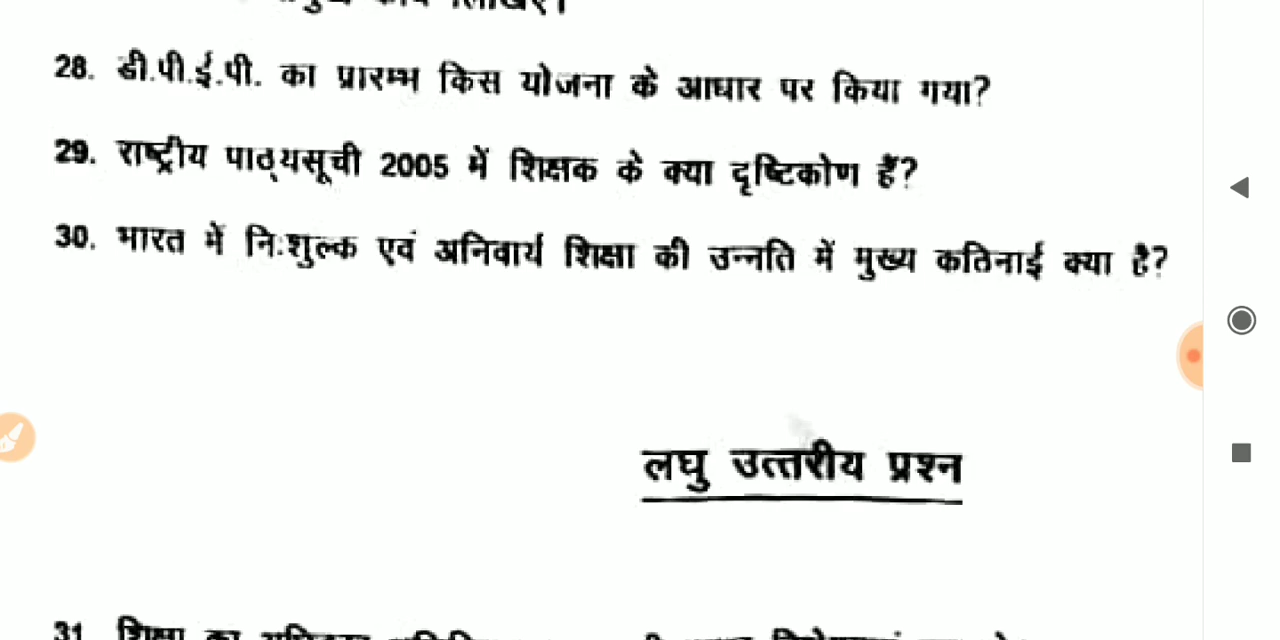 28. डी.पी.ई.पी. का प्रारम्भ किस योजना के आधार पर किया गया?
29. राष्ट्रीय पाठ्यसूची 2005 में शिक्षक के क्या दृष्टिकोण हैं?
30. भारत में नि:शुल्क एवं अनिवार्य शिक्षा की उन्नति में मुख्य कठिनाई क्या है?
लघु उत्तरीय प्रश्न
31 शिक्षा का